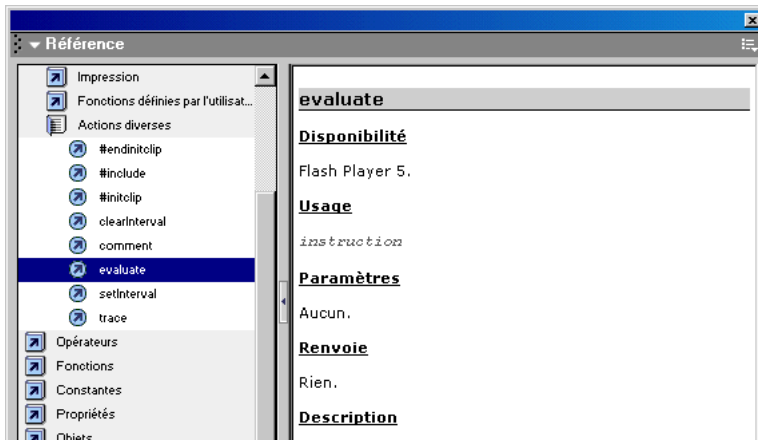 Référence
Impression
Fonctions définies par l'utilisat...
Actions diverses
#endinitclip
#include
#initclip
clearInterval
comment
evaluate
setInterval
trace
Opérateurs
Fonctions
Constantes
Propriétés
Objets
evaluate
Disponibilité
Flash Player 5.
Usage
instruction
Paramètres
Aucun.
Renvoie
Rien.
Description